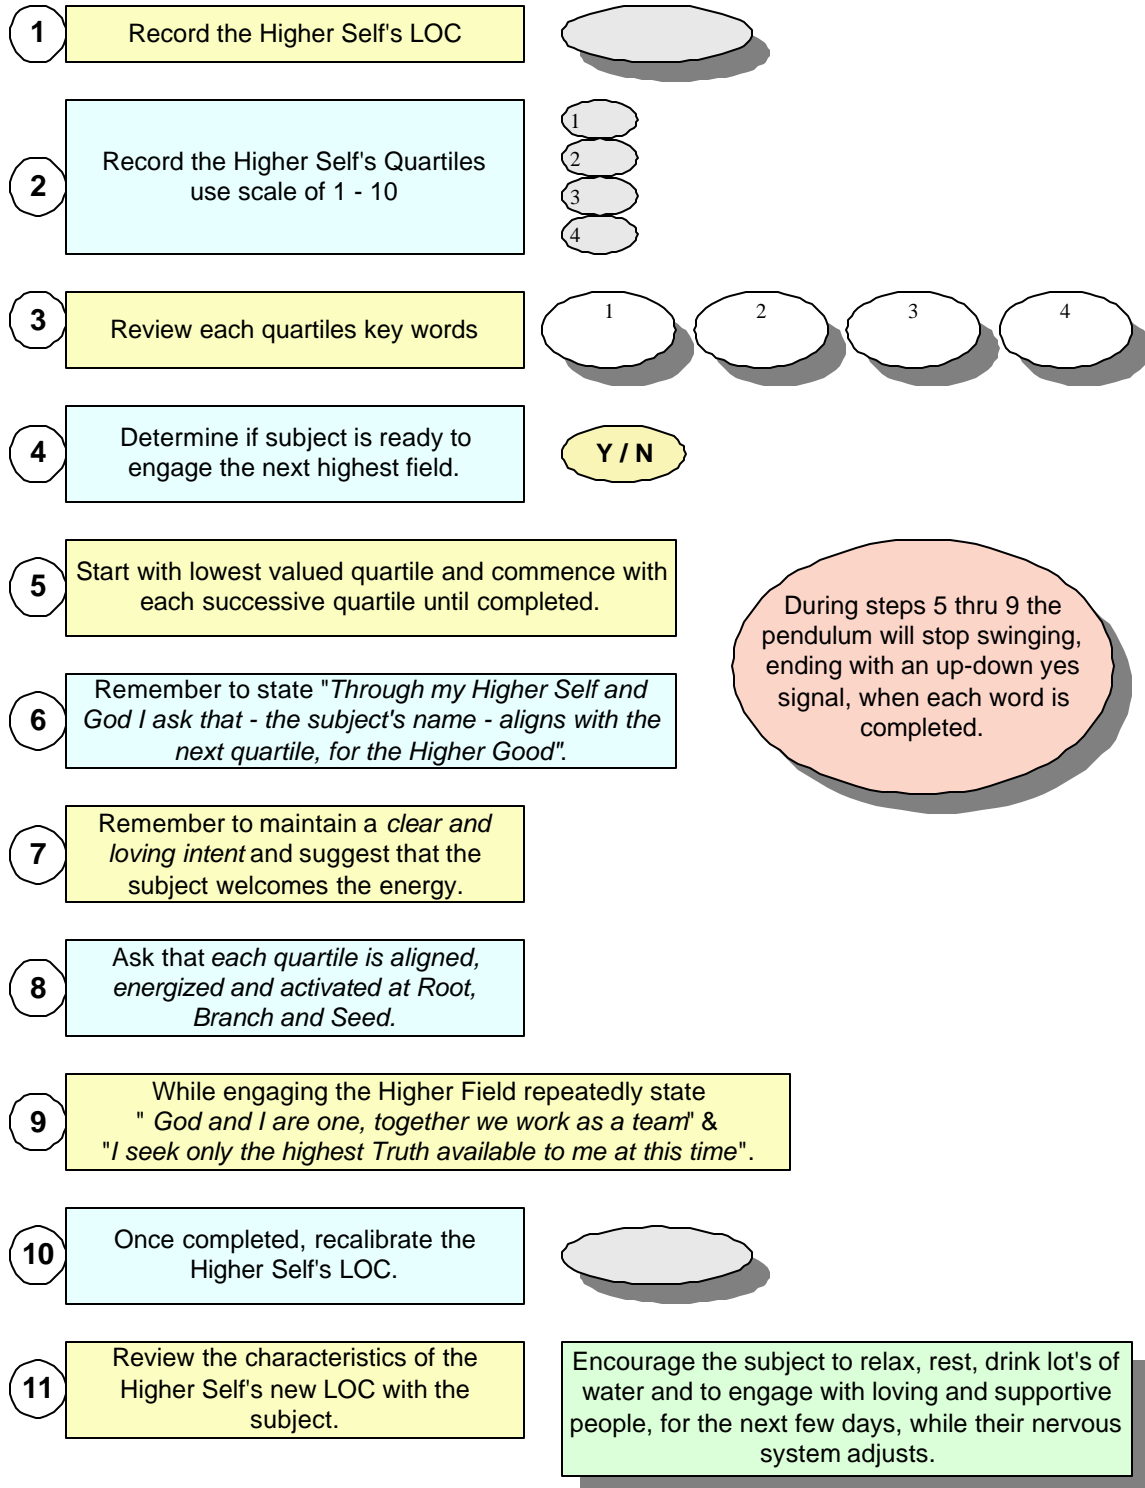 1
Record the Higher Self's LOC
2
Record the Higher Self's Quartiles
use scale of 1 - 10
1
2
3
4
3
Review each quartiles key words
1
2
3
4
4
Determine if subject is ready to
engage the next highest field.
Y / N
5
Start with lowest valued quartile and commence with
each successive quartile until completed.
During steps 5 thru 9 the
pendulum will stop swinging,
ending with an up-down yes
signal, when each word is
completed.
6
Remember to state "Through my Higher Self and
God I ask that - the subject's name - aligns with the
next quartile, for the Higher Good".
7
Remember to maintain a clear and
loving intent and suggest that the
subject welcomes the energy.
8
Ask that each quartile is aligned,
energized and activated at Root,
Branch and Seed.
9
While engaging the Higher Field repeatedly state
" God and I are one, together we work as a team" &
"I seek only the highest Truth available to me at this time".
10
Once completed, recalibrate the
Higher Self's LOC.
11
Review the characteristics of the
Higher Self's new LOC with the
subject.
Encourage the subject to relax, rest, drink lot's of
water and to engage with loving and supportive
people, for the next few days, while their nervous
system adjusts.